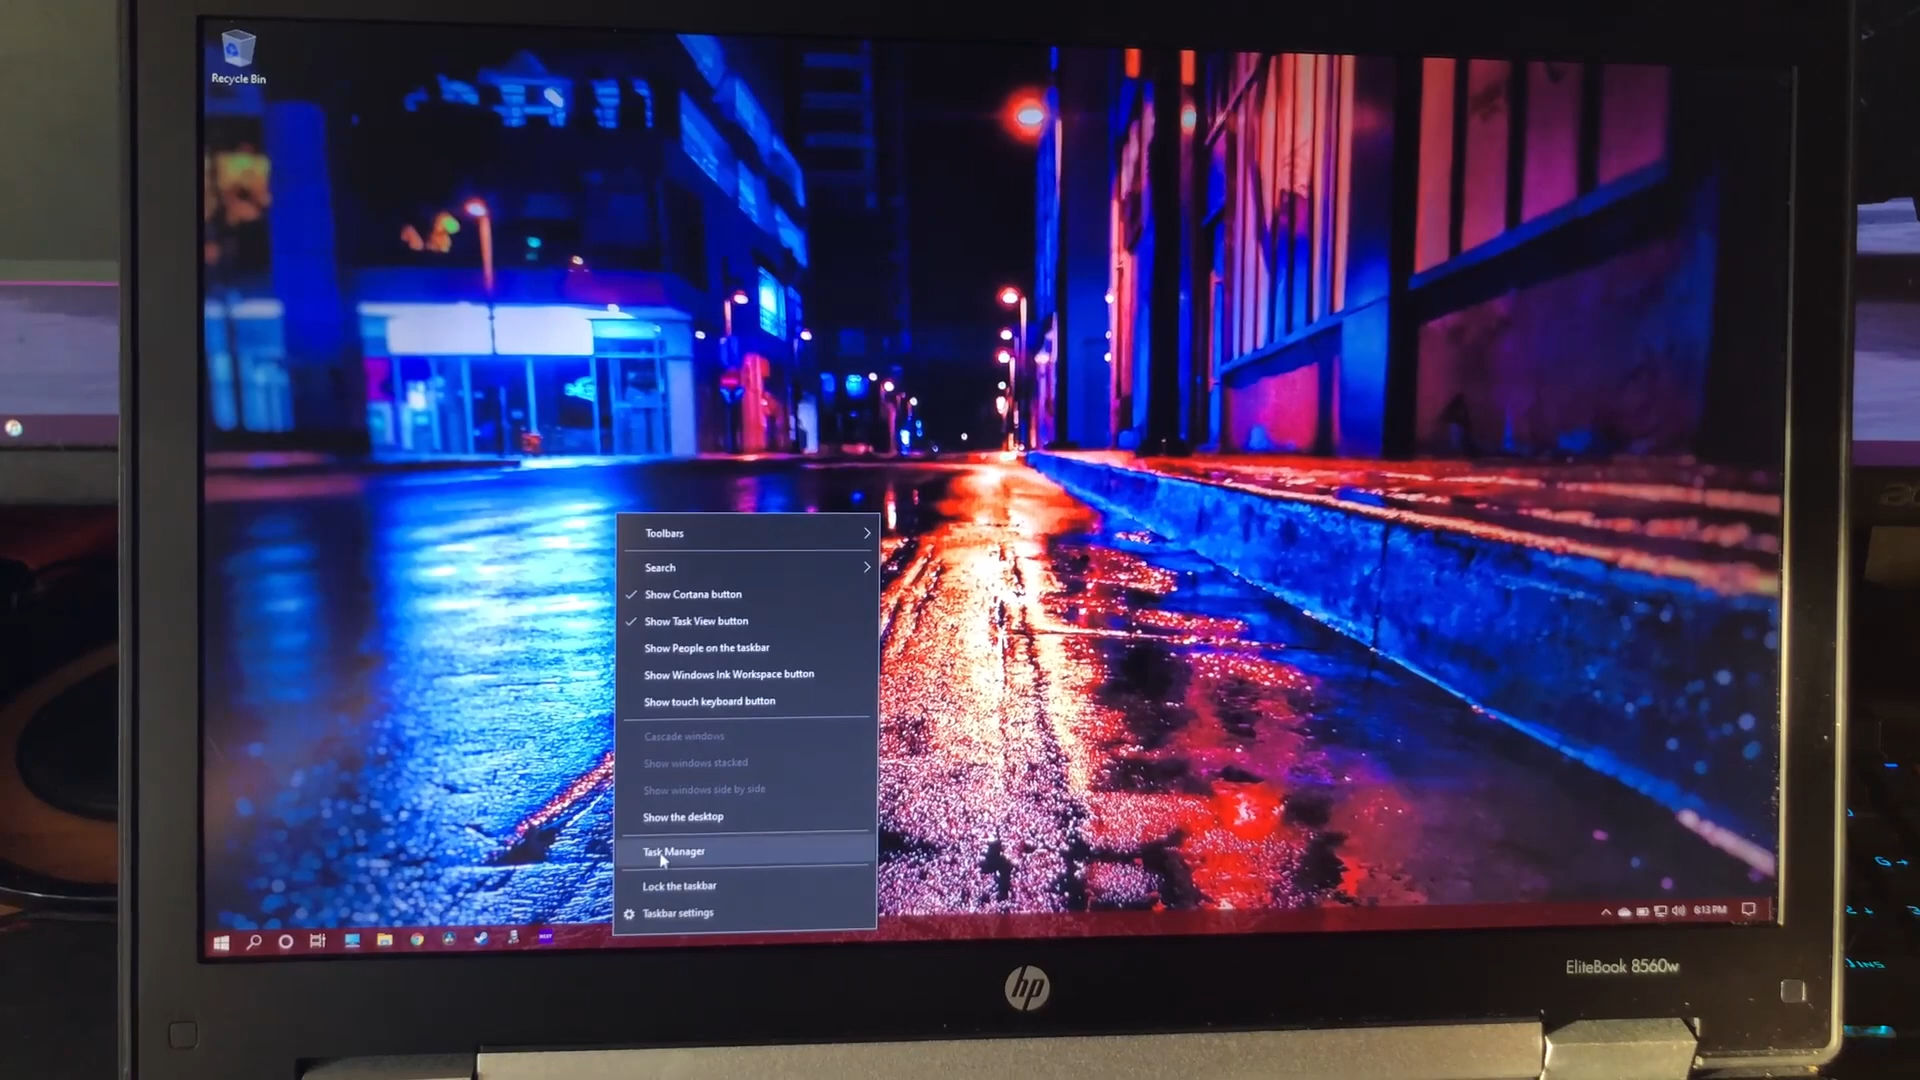 Recycle Bin
Toolbars
Search
Show Cortana button
Show Task View button
Show People on the taskbar
Show Windows Ink Workspace button
Show touch keyboard button
Cascade windows
Show windows stacked
Show windows side by side
Show the desktop
Task Manager
Lock the taskbar
Taskbar settings
6:13 PM
EliteBook 8560w
hp